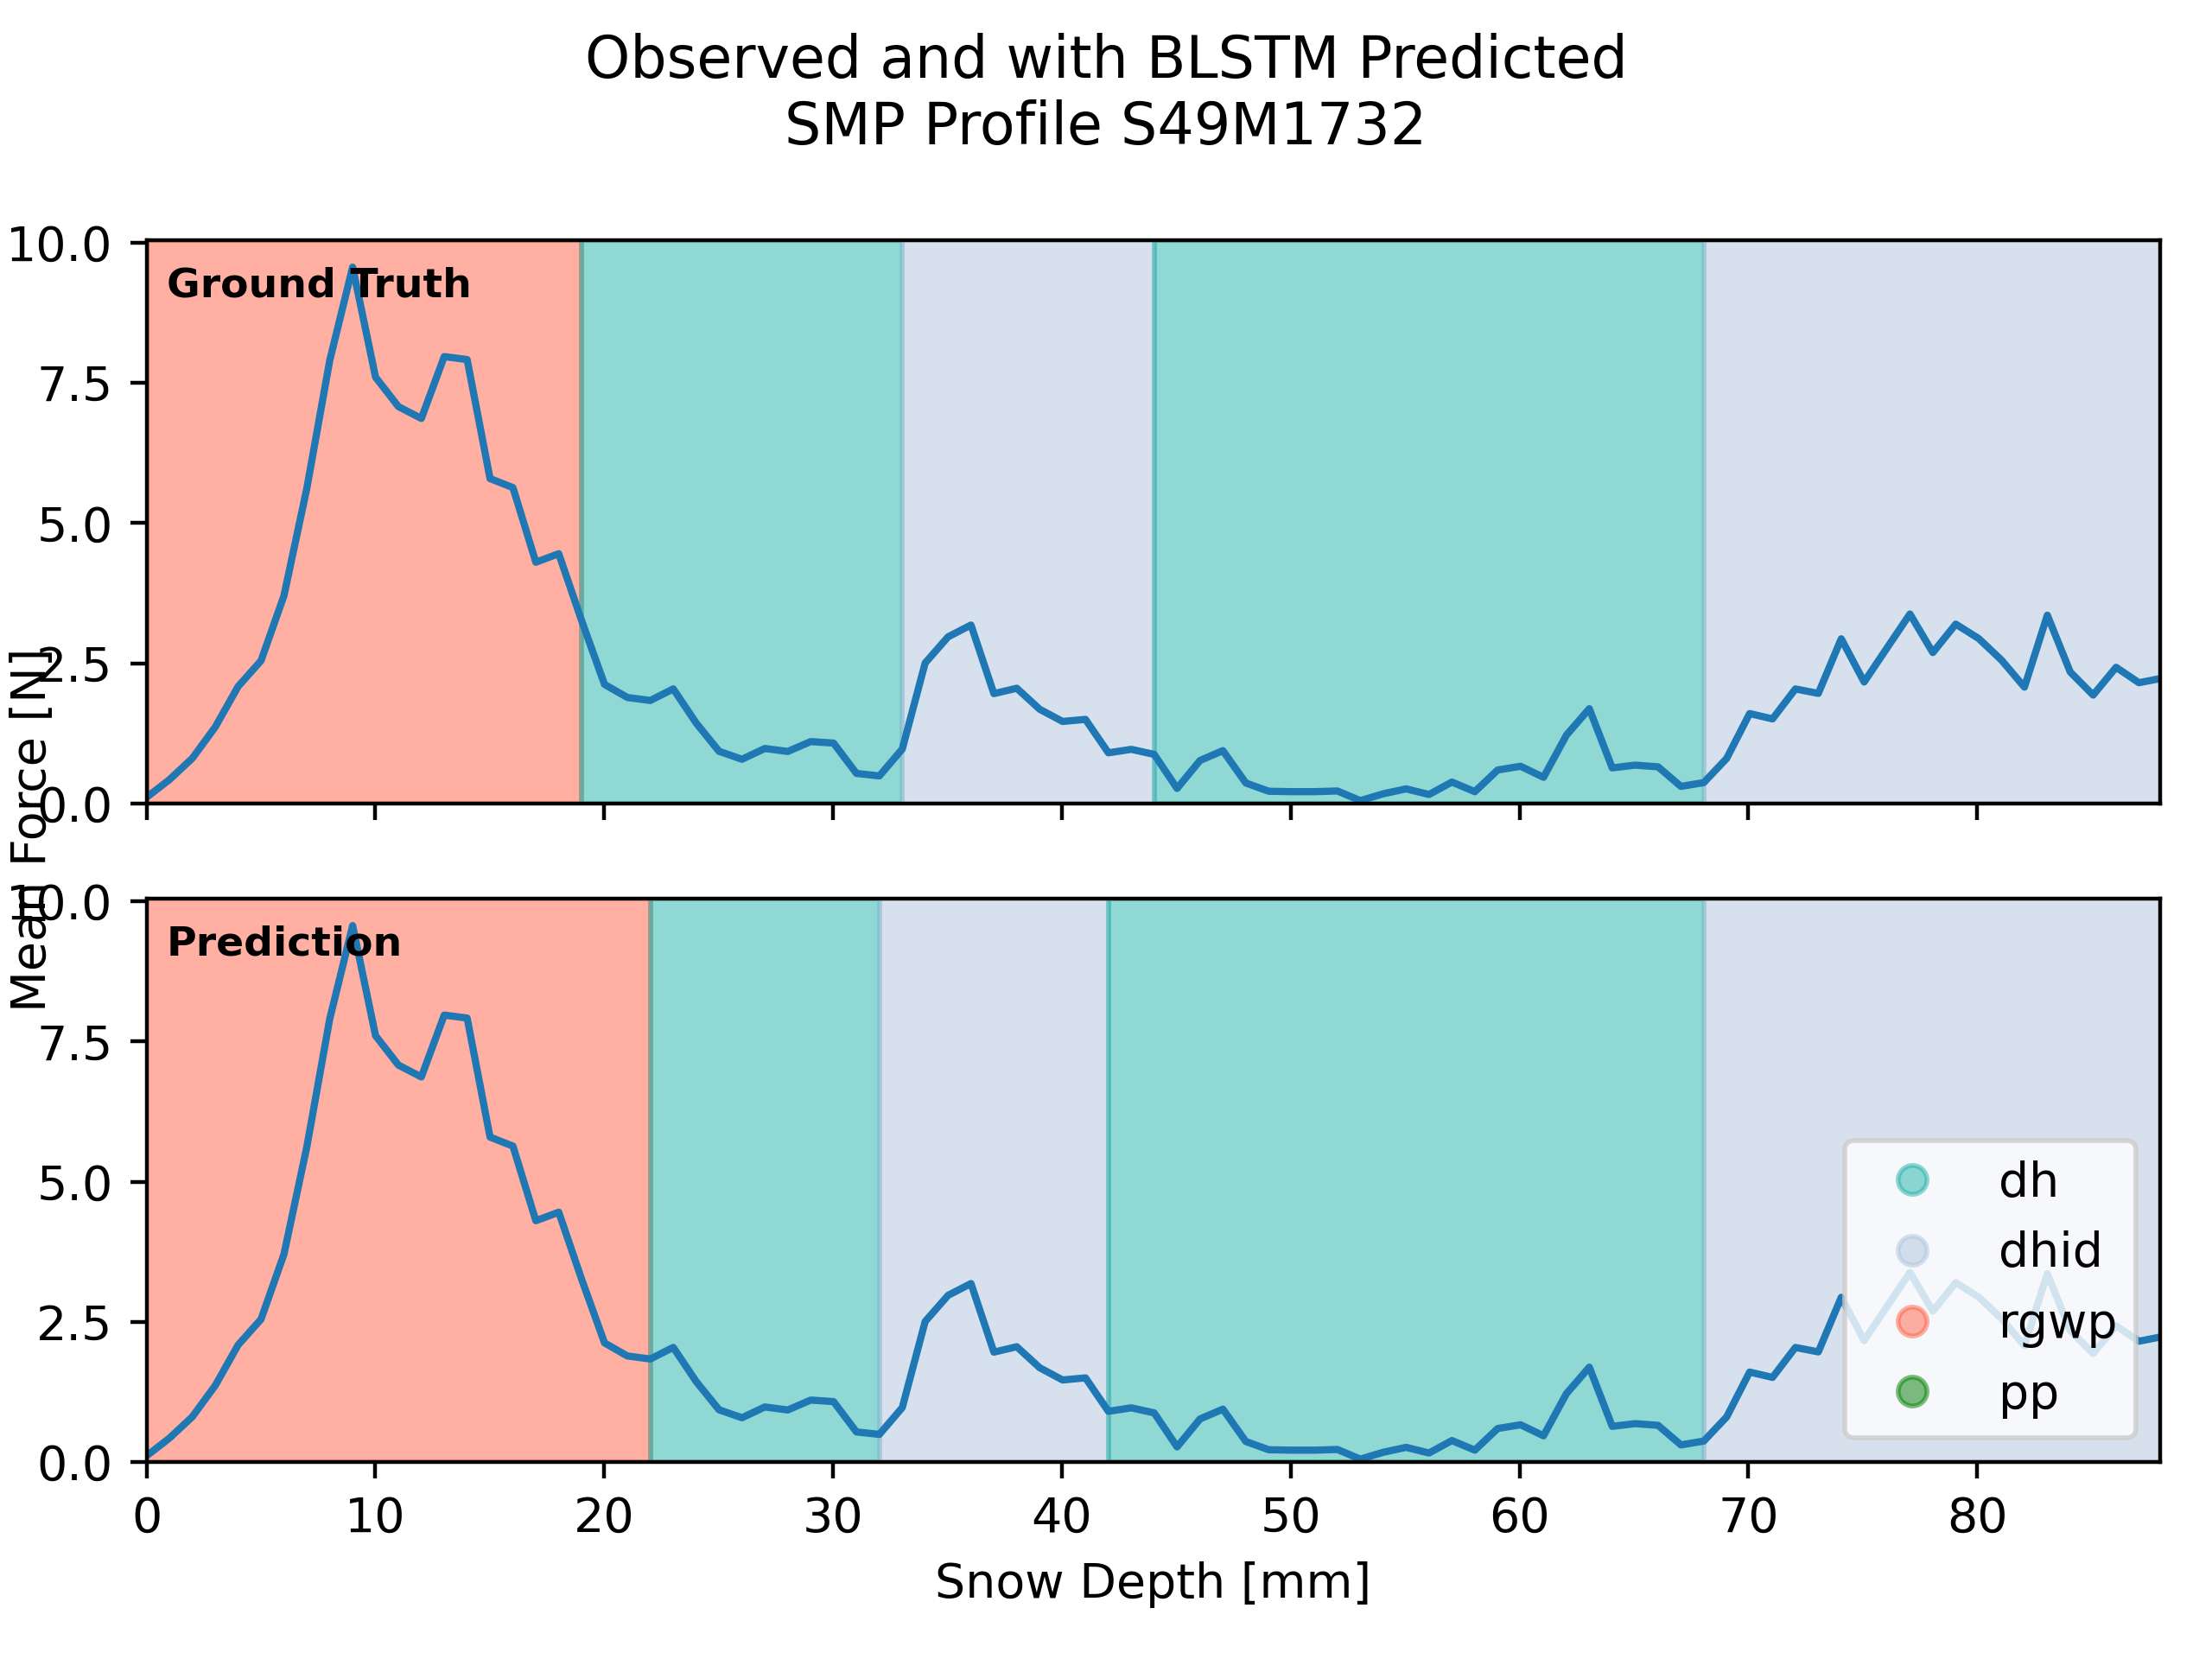 Observed and with BLSTM Predicted
SMP Profile S49M1732
10.0
7.5
5.0
2.5
0.0
Ground Truth
Mean Force [N]
10.0
7.5
5.0
2.5
0.0
Prediction
dh
dhid
rgwp
pp
0 10 20 30 40 50 60 70 80
Snow Depth [mm]